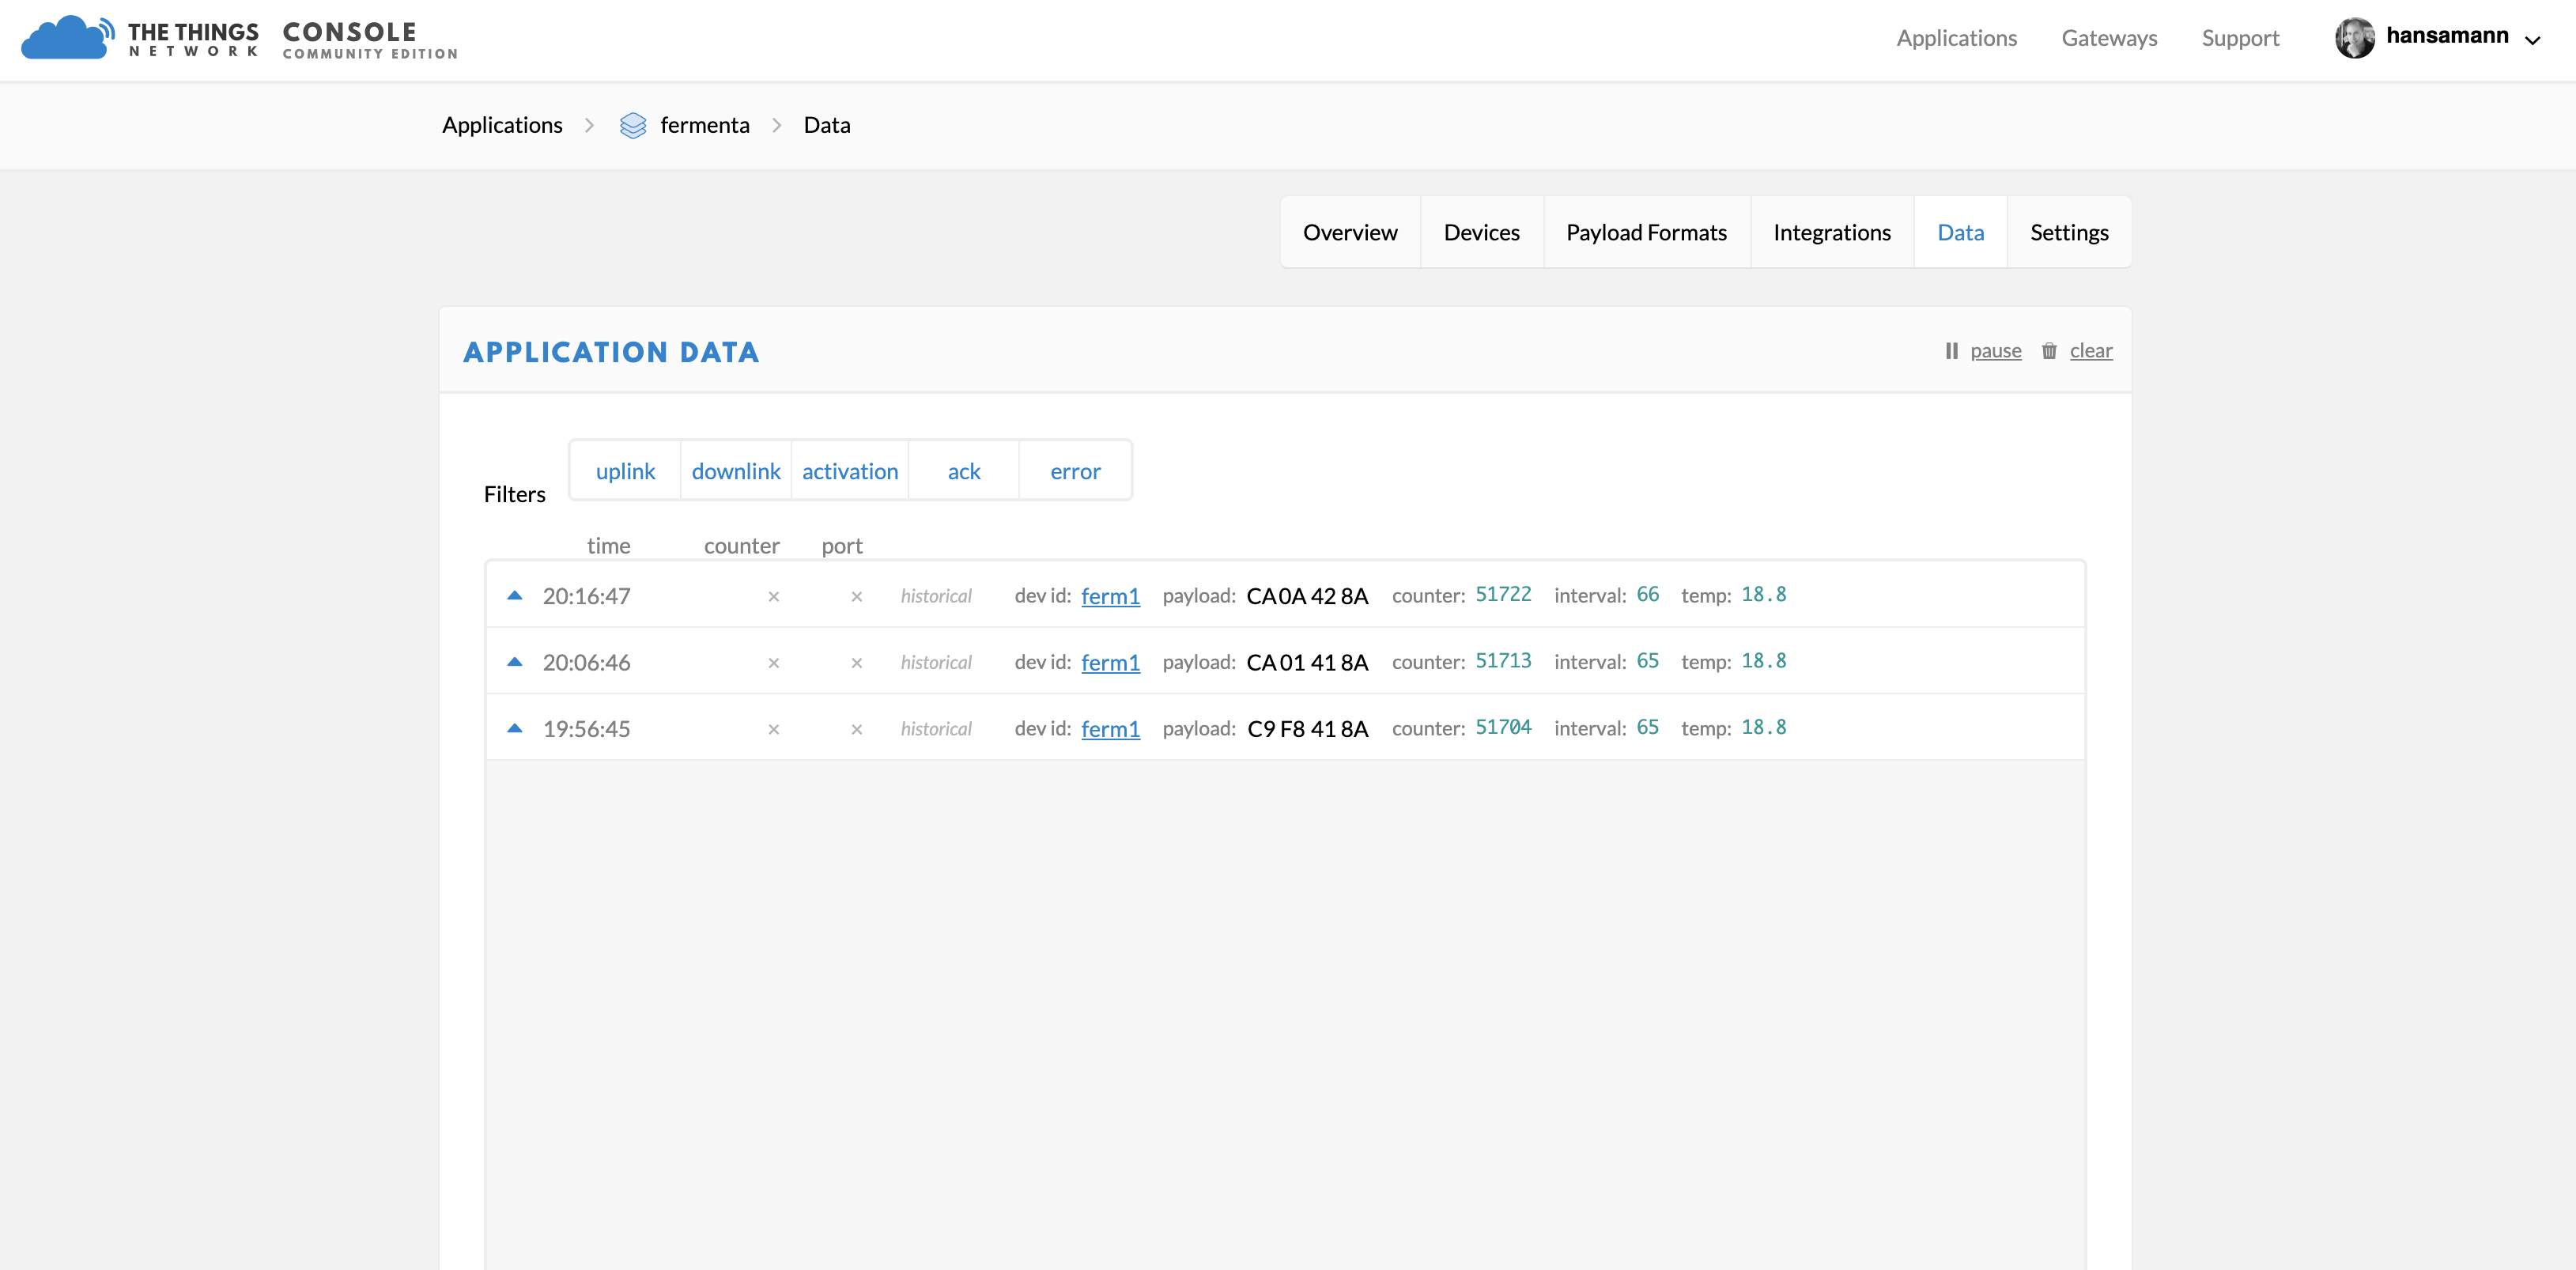 THE THINGS NETWORK CONSOLE COMMUNITY EDITION
Applications Gateways Support hansamann
Applications fermenta Data
Overview Devices Payload Formats Integrations Data Settings
APPLICATION DATA pause clear
Filters uplink downlink activation ack error
time counter port
20:16:47 × × historical dev id: ferm1 payload: CA 0A 42 8A counter: 51722 interval: 66 temp: 18.8
20:06:46 × × historical dev id: ferm1 payload: CA 01 41 8A counter: 51713 interval: 65 temp: 18.8
19:56:45 × × historical dev id: ferm1 payload: C9 F8 41 8A counter: 51704 interval: 65 temp: 18.8